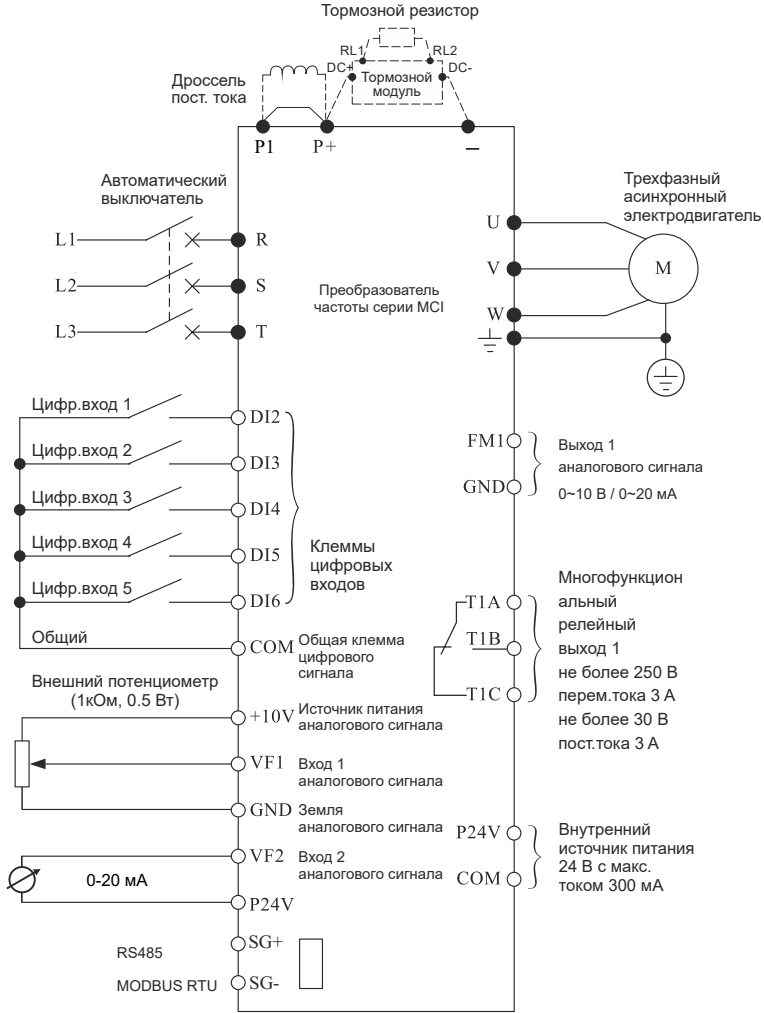 Тормозной резистор
RL1
RL2
DC+
DC-
Тормозной
модуль
Дроссель
пост. тока
P1
P+
–
Автоматический
выключатель
L1
R
L2
S
L3
T
Преобразователь
частоты серии MCI
Трехфазный
асинхронный
электродвигатель
U
V
W
M
Цифр.вход 1
DI2
Цифр.вход 2
DI3
Цифр.вход 3
DI4
Цифр.вход 4
DI5
Цифр.вход 5
DI6
Клеммы
цифровых
входов
Общий
COM
Общая клемма
цифрового
сигнала
Внешний потенциометр
(1кОм, 0.5 Вт)
+10V
Источник питания
аналогового сигнала
VF1
Вход 1
аналогового сигнала
GND
Земля
аналогового сигнала
VF2
Вход 2
аналогового сигнала
0-20 мА
P24V
RS485
SG+
MODBUS RTU
SG-
FM1
GND
Выход 1
аналогового сигнала
0~10 В / 0~20 мА
T1A
T1B
T1C
Многофункцион
альный
релейный
выход 1
не более 250 В
перем.тока 3 А
не более 30 В
пост.тока 3 А
P24V
COM
Внутренний
источник питания
24 В с макс.
током 300 мА